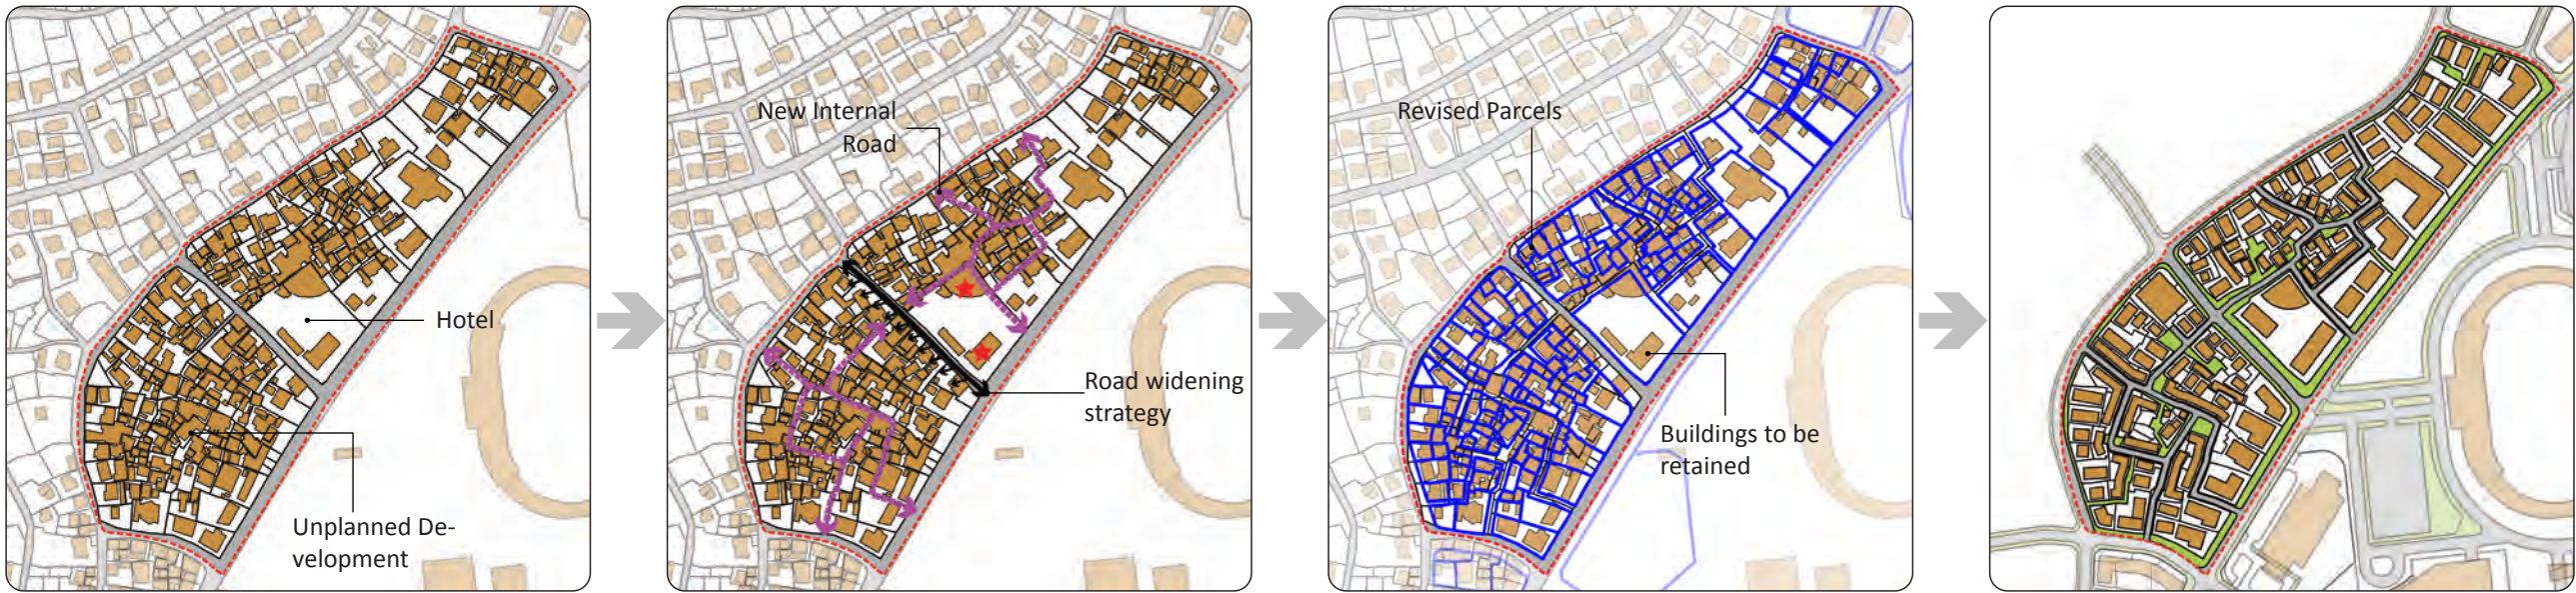 Hotel
Unplanned De-
velopment
New Internal
Road
Road widening
strategy
Revised Parcels
Buildings to be
retained